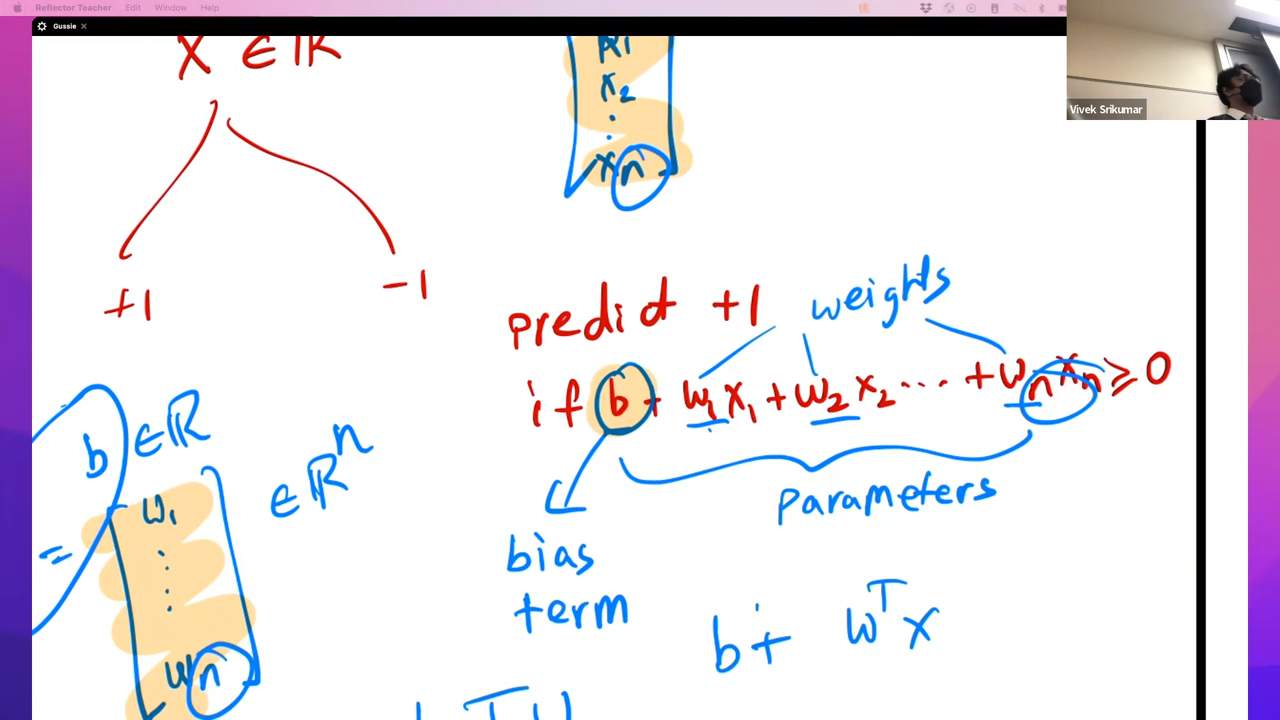 Reflector Teacher Edit Window Help
Gussie
Vivek Srikumar
X ∈ ℝ
x₁
x₂
⋮
xₙ
+1
-1
predict +1
weights
if b + w₁x₁ + w₂x₂ ... + wₙxₙ ≥ 0
parameters
bias
term
b ∈ ℝ
=
w₁
⋮
wₙ
∈ ℝⁿ
b + wᵀx